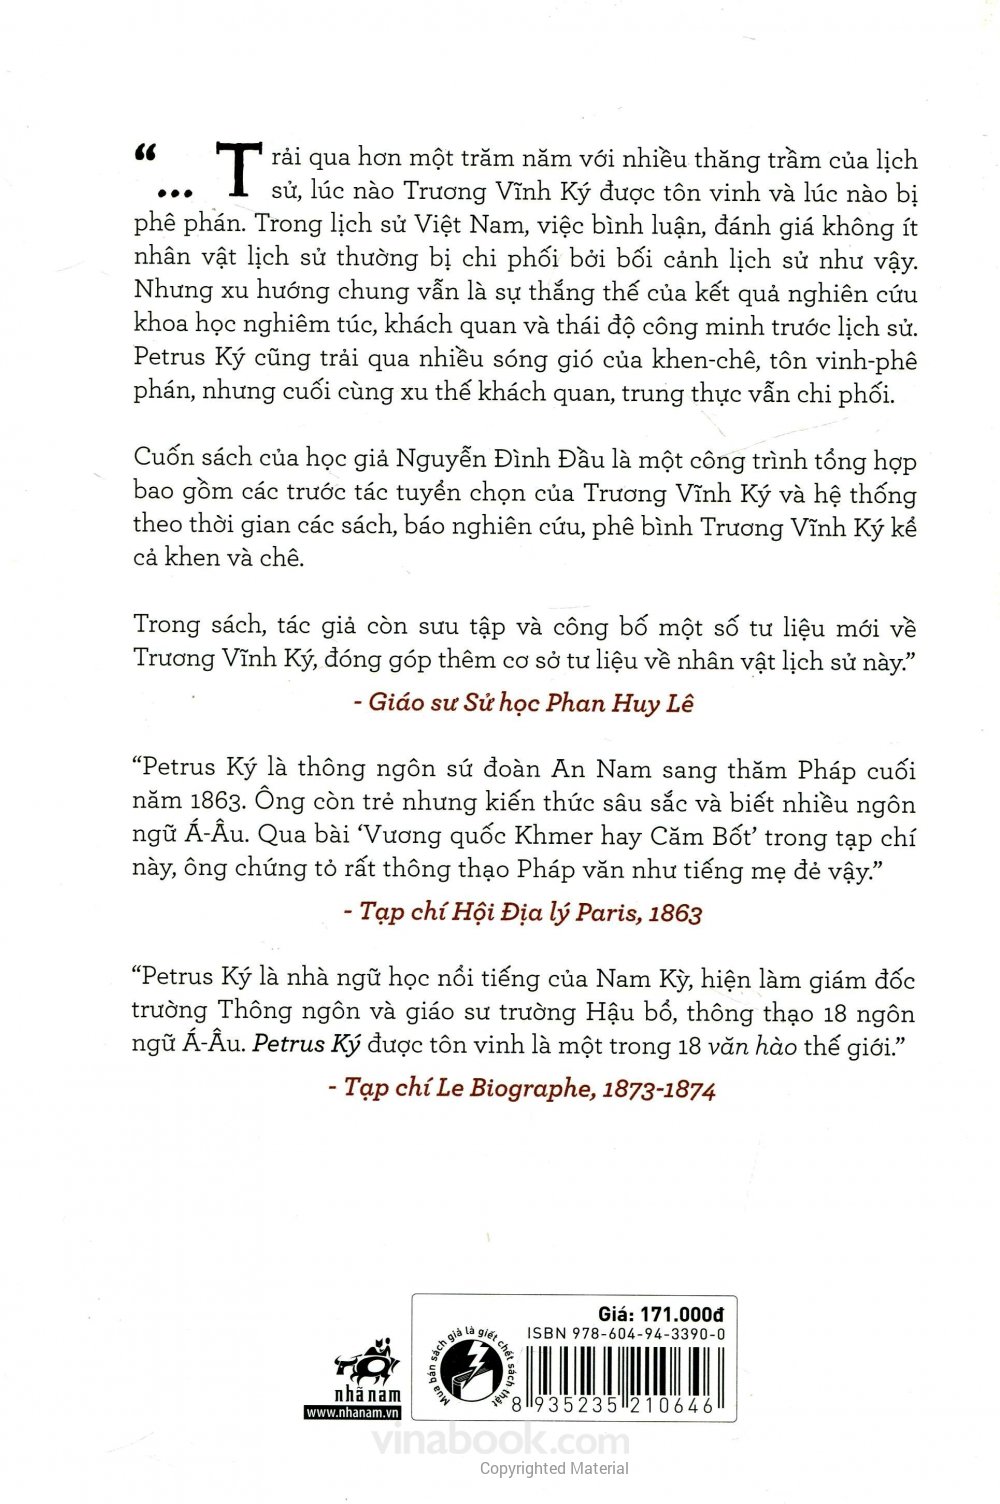 “... Trải qua hơn một trăm năm với nhiều thăng trầm của lịch
sử, lúc nào Trương Vĩnh Ký được tôn vinh và lúc nào bị
phê phán. Trong lịch sử Việt Nam, việc bình luận, đánh giá không ít
nhân vật lịch sử thường bị chi phối bởi bối cảnh lịch sử như vậy.
Nhưng xu hướng chung vẫn là sự thắng thế của kết quả nghiên cứu
khoa học nghiêm túc, khách quan và thái độ công minh trước lịch sử.
Petrus Ký cũng trải qua nhiều sóng gió của khen-chê, tôn vinh-phê
phán, nhưng cuối cùng xu thế khách quan, trung thực vẫn chi phối.
Cuốn sách của học giả Nguyễn Đình Đầu là một công trình tổng hợp
bao gồm các trước tác tuyển chọn của Trương Vĩnh Ký và hệ thống
theo thời gian các sách, báo nghiên cứu, phê bình Trương Vĩnh Ký kể
cả khen và chê.
Trong sách, tác giả còn sưu tập và công bố một số tư liệu mới về
Trương Vĩnh Ký, đóng góp thêm cơ sở tư liệu về nhân vật lịch sử này.”
- Giáo sư Sử học Phan Huy Lê
“Petrus Ký là thông ngôn sứ đoàn An Nam sang thăm Pháp cuối
năm 1863. Ông còn trẻ nhưng kiến thức sâu sắc và biết nhiều ngôn
ngữ Á-Âu. Qua bài ‘Vương quốc Khmer hay Căm Bốt’ trong tạp chí
này, ông chứng tỏ rất thông thạo Pháp văn như tiếng mẹ đẻ vậy.”
- Tạp chí Hội Địa lý Paris, 1863
“Petrus Ký là nhà ngữ học nổi tiếng của Nam Kỳ, hiện làm giám đốc
trường Thông ngôn và giáo sư trường Hậu bổ, thông thạo 18 ngôn
ngữ Á-Âu. Petrus Ký được tôn vinh là một trong 18 văn hào thế giới.”
- Tạp chí Le Biographe, 1873-1874
Giá: 171.000đ
ISBN 978-604-94-3390-0
Mua bán sách giả là giết chết sách thật
8 935235 210646
nhã nam
www.nhanam.vn
vinabook.com
Copyrighted Material